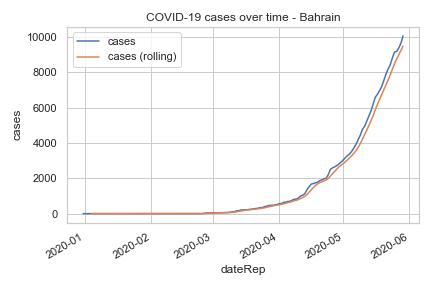 COVID-19 cases over time - Bahrain
cases
cases (rolling)
10000
8000
6000
4000
2000
0
cases
2020-01
2020-02
2020-03
2020-04
2020-05
2020-06
dateRep